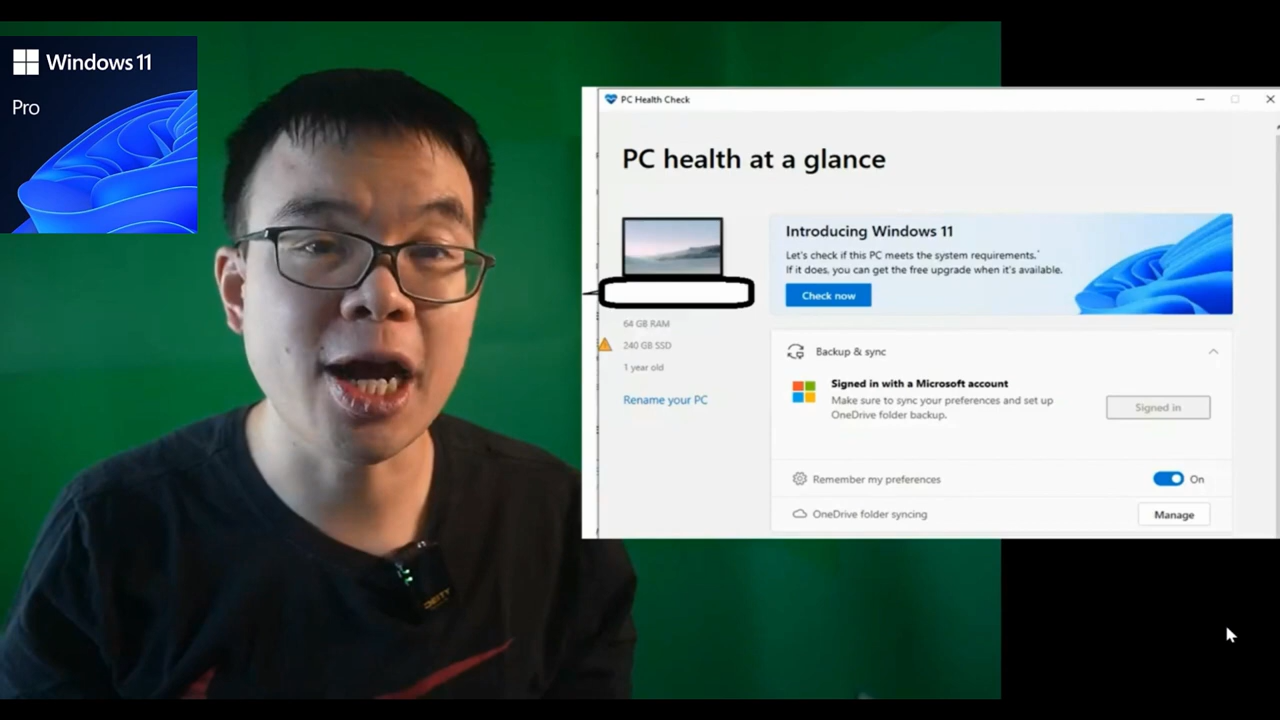 Windows 11
Pro
PC Health Check
PC health at a glance
Introducing Windows 11
Let's check if this PC meets the system requirements.*
If it does, you can get the free upgrade when it's available.
Check now
64 GB RAM
240 GB SSD
1 year old
Rename your PC
Backup & sync
Signed in with a Microsoft account
Make sure to sync your preferences and set up
OneDrive folder backup.
Signed in
Remember my preferences
On
OneDrive folder syncing
Manage
DEITY